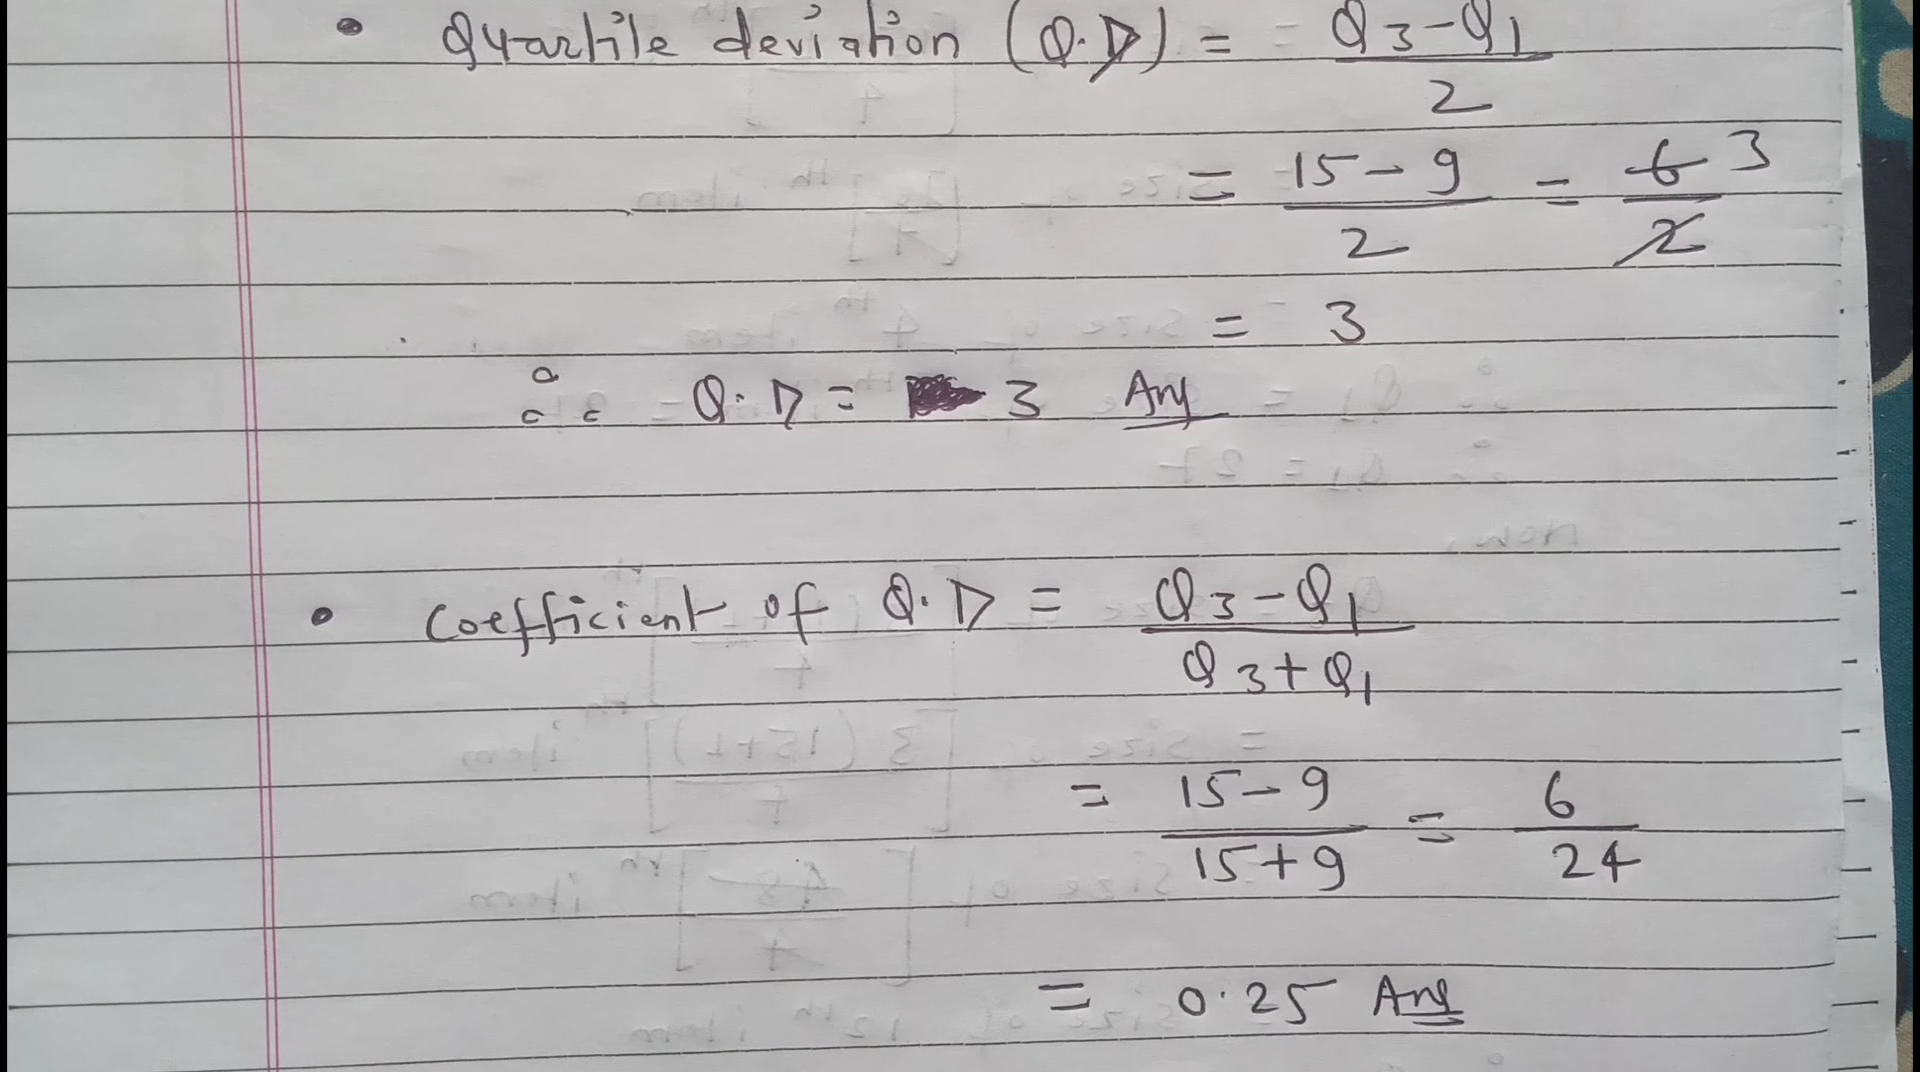 • Quartile deviation (Q.D) = = Q3-Q1 / 2
= 15-9 / 2 = 6 / 2 3
= 3
∴ Q.D = 3 Ans
• Coefficient of Q.D = Q3-Q1 / Q3+Q1
= 15-9 / 15+9 = 6 / 24
= 0.25 Ans